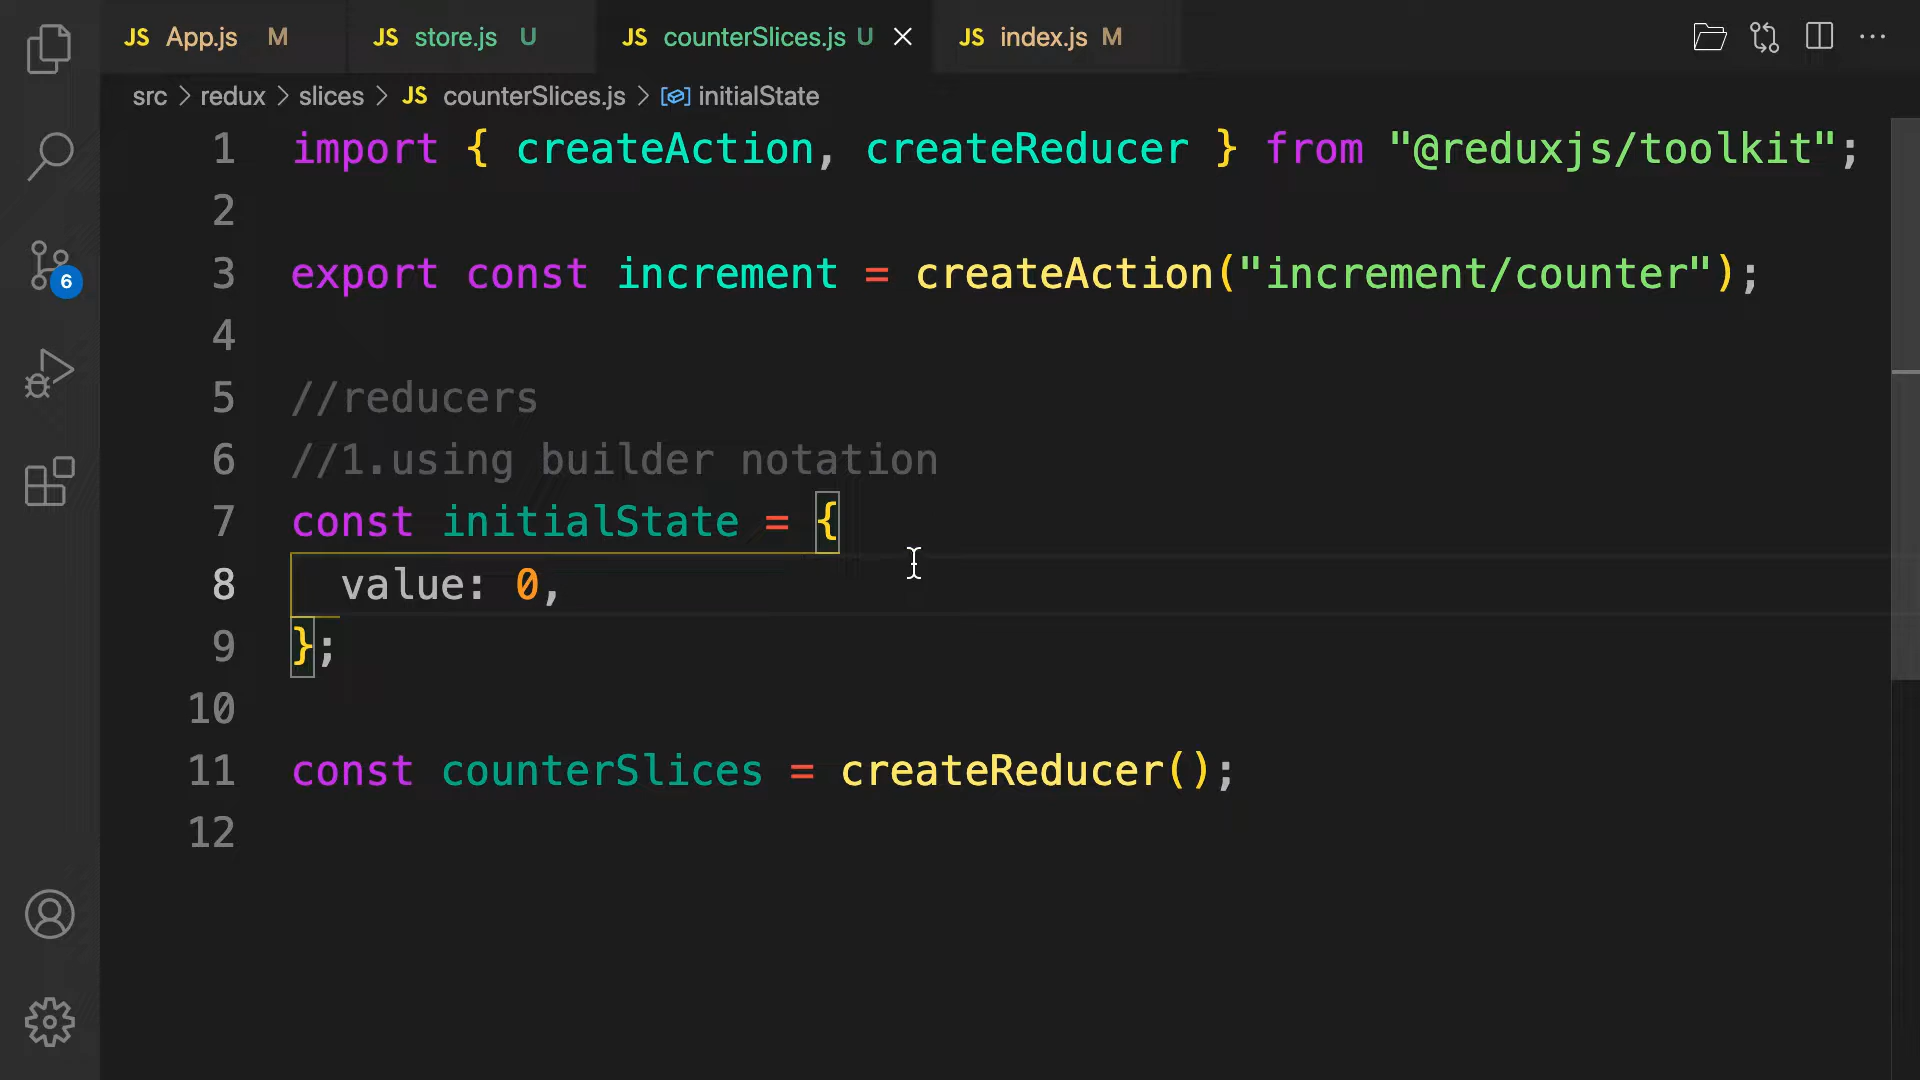 JS App.js M JS store.js U JS counterSlices.js U JS index.js M
src > redux > slices > JS counterSlices.js > initialState
1 import { createAction, createReducer } from "@reduxjs/toolkit";
2
3 export const increment = createAction("increment/counter");
4
5 //reducers
6 //1.using builder notation
7 const initialState = {
8 value: 0,
9 };
10
11 const counterSlices = createReducer();
12
6